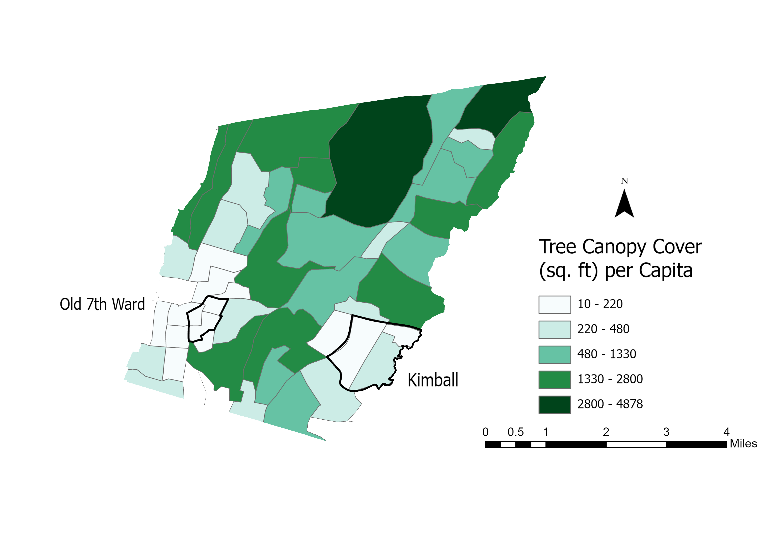 N
Tree Canopy Cover
(sq. ft) per Capita
Old 7th Ward
10 - 220
220 - 480
480 - 1330
1330 - 2800
Kimball
2800 - 4878
0 0.5 1 2 3 4
Miles